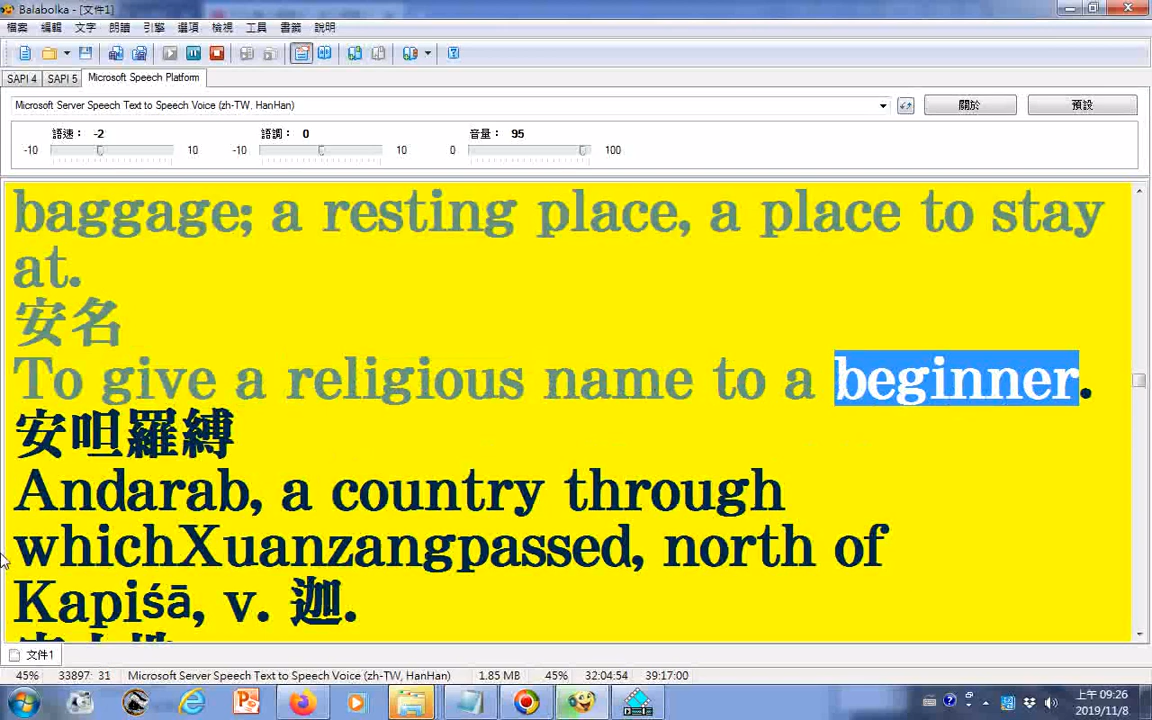 Balabolka - [文件1]
檔案 編輯 文字 朗讀 引擎 選項 檢視 工具 書籤 說明
SAPI 4 SAPI 5 Microsoft Speech Platform
Microsoft Server Speech Text to Speech Voice (zh-TW, HanHan) 關於 預設
語速： -2 語調： 0 音量： 95
-10 10 -10 10 0 100
baggage; a resting place, a place to stay
at.
安名
To give a religious name to a beginner.
安呾羅縛
Andarab, a country through
whichXuanzangpassed, north of
Kapiśā, v. 迦.
文件1
45% 33897: 31 Microsoft Server Speech Text to Speech Voice (zh-TW, HanHan) 1.85 MB 45% 32:04:54 39:17:00
上午 09:26
2019/11/8